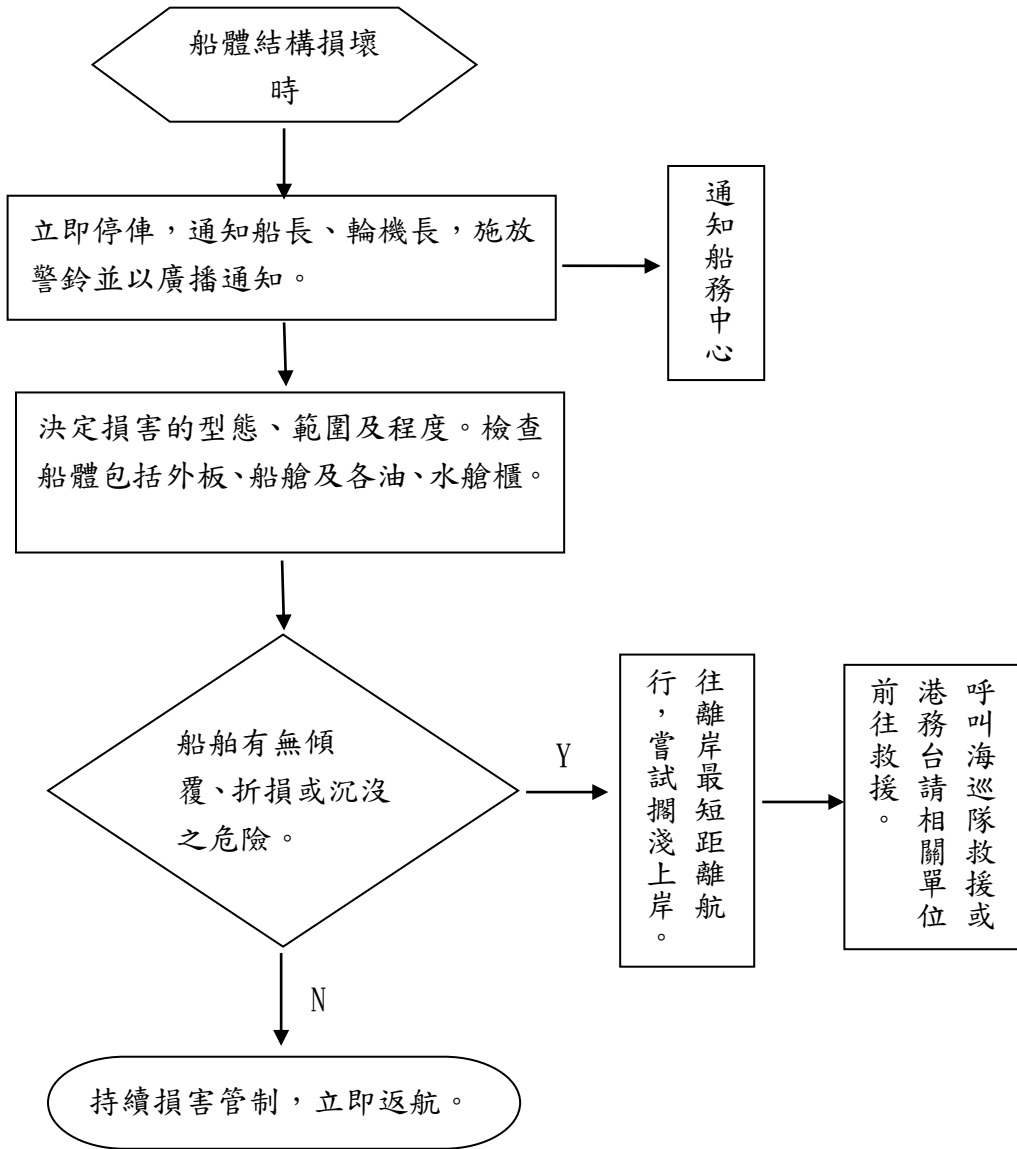 船體結構損壞
時
立即停俥，通知船長、輪機長，施放
警鈴並以廣播通知。
通知船務中心
決定損害的型態、範圍及程度。檢查
船體包括外板、船艙及各油、水艙櫃。
船舶有無傾
覆、折損或沉沒
之危險。
Y
往離岸最短距離航
行，嘗試擱淺上岸。
呼叫海巡隊救援或
港務台請相關單位
前往救援。
N
持續損害管制，立即返航。